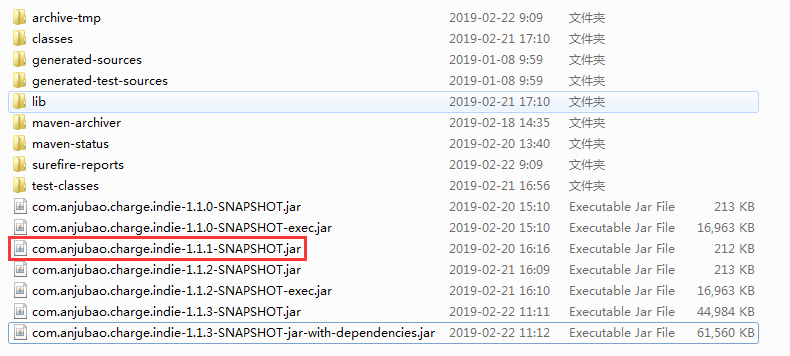 archive-tmp 2019-02-22 9:09 文件夹
classes 2019-02-21 17:10 文件夹
generated-sources 2019-01-08 9:59 文件夹
generated-test-sources 2019-01-08 9:59 文件夹
lib 2019-02-21 17:10 文件夹
maven-archiver 2019-02-18 14:35 文件夹
maven-status 2019-02-20 13:40 文件夹
surefire-reports 2019-02-22 9:09 文件夹
test-classes 2019-02-21 16:56 文件夹
com.anjubao.charge.indie-1.1.0-SNAPSHOT.jar 2019-02-20 15:10 Executable Jar File 213 KB
com.anjubao.charge.indie-1.1.0-SNAPSHOT-exec.jar 2019-02-20 15:10 Executable Jar File 16,963 KB
com.anjubao.charge.indie-1.1.1-SNAPSHOT.jar 2019-02-20 16:16 Executable Jar File 212 KB
com.anjubao.charge.indie-1.1.2-SNAPSHOT.jar 2019-02-21 16:09 Executable Jar File 213 KB
com.anjubao.charge.indie-1.1.2-SNAPSHOT-exec.jar 2019-02-21 16:10 Executable Jar File 16,963 KB
com.anjubao.charge.indie-1.1.3-SNAPSHOT.jar 2019-02-22 11:11 Executable Jar File 44,984 KB
com.anjubao.charge.indie-1.1.3-SNAPSHOT-jar-with-dependencies.jar 2019-02-22 11:12 Executable Jar File 61,560 KB